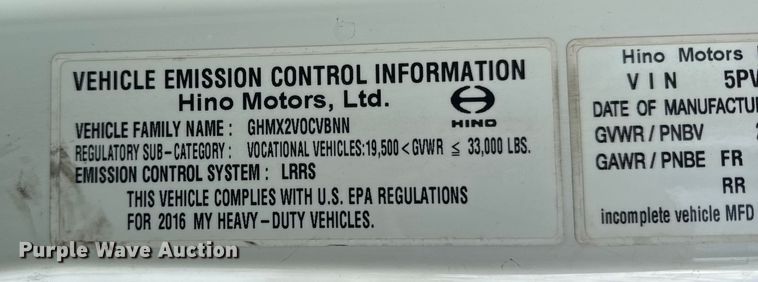 VEHICLE EMISSION CONTROL INFORMATION
Hino Motors, Ltd.
HINO
VEHICLE FAMILY NAME : GHMX2VOCVBNN
REGULATORY SUB-CATEGORY : VOCATIONAL VEHICLES:19,500 < GVWR ≤ 33,000 LBS.
EMISSION CONTROL SYSTEM : LRRS
THIS VEHICLE COMPLIES WITH U.S. EPA REGULATIONS
FOR 2016 MY HEAVY-DUTY VEHICLES.
Hino Motors
VIN 5PV
DATE OF MANUFACTU
GVWR / PNBV
GAWR / PNBE FR
RR
incomplete vehicle MFD
Purple Wave Auction